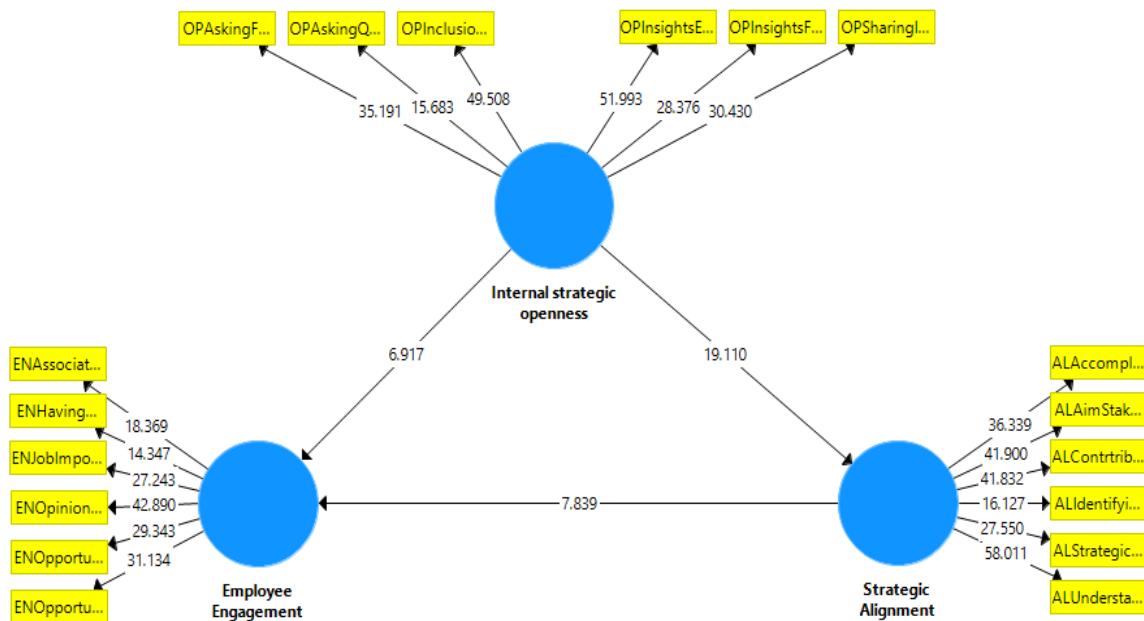 OPAskingF...
OPAskingQ...
OPInclusio...
OPInsightsE...
OPInsightsF...
OPSharingI...
35.191
15.683
49.508
51.993
28.376
30.430
Internal strategic
openness
6.917
19.110
ENAssociat...
ENHaving...
ENJobImpo...
ENOpinion...
ENOpportu...
ENOpportu...
18.369
14.347
27.243
42.890
29.343
31.134
Employee
Engagement
7.839
ALAccompl...
ALAimStak...
ALContrtrib...
ALIdentifyi...
ALStrategic...
ALUndersta...
36.339
41.900
41.832
16.127
27.550
58.011
Strategic
Alignment